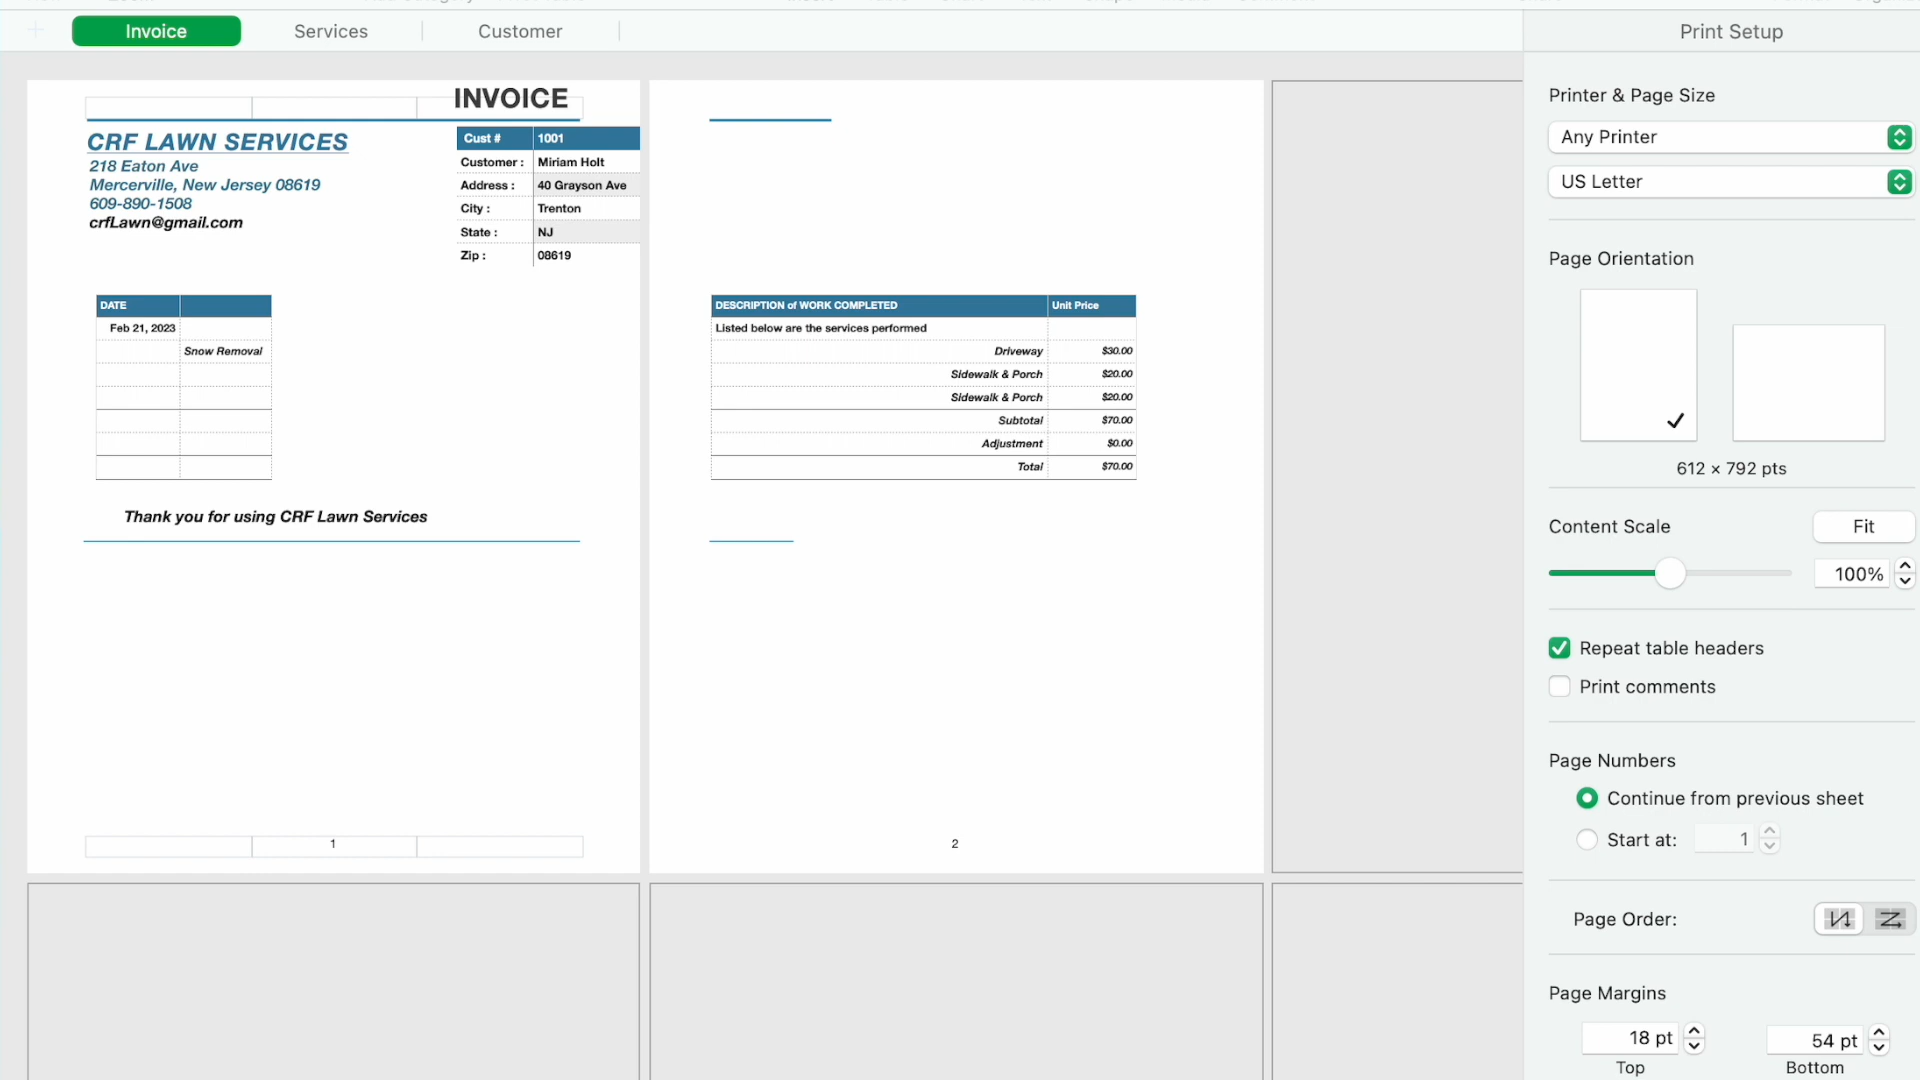 Invoice
Services
Customer
Print Setup
INVOICE
CRF LAWN SERVICES
218 Eaton Ave
Mercerville, New Jersey 08619
609-890-1508
crfLawn@gmail.com
Cust # 1001
Customer : Miriam Holt
Address : 40 Grayson Ave
City : Trenton
State : NJ
Zip : 08619
DATE
Feb 21, 2023
Snow Removal
Thank you for using CRF Lawn Services
1
DESCRIPTION of WORK COMPLETED Unit Price
Listed below are the services performed
Driveway $30.00
Sidewalk & Porch $20.00
Sidewalk & Porch $20.00
Subtotal $70.00
Adjustment $0.00
Total $70.00
2
Printer & Page Size
Any Printer
US Letter
Page Orientation
612 × 792 pts
Content Scale
Fit
100%
Repeat table headers
Print comments
Page Numbers
Continue from previous sheet
Start at: 1
Page Order:
Page Margins
18 pt
54 pt
Top
Bottom